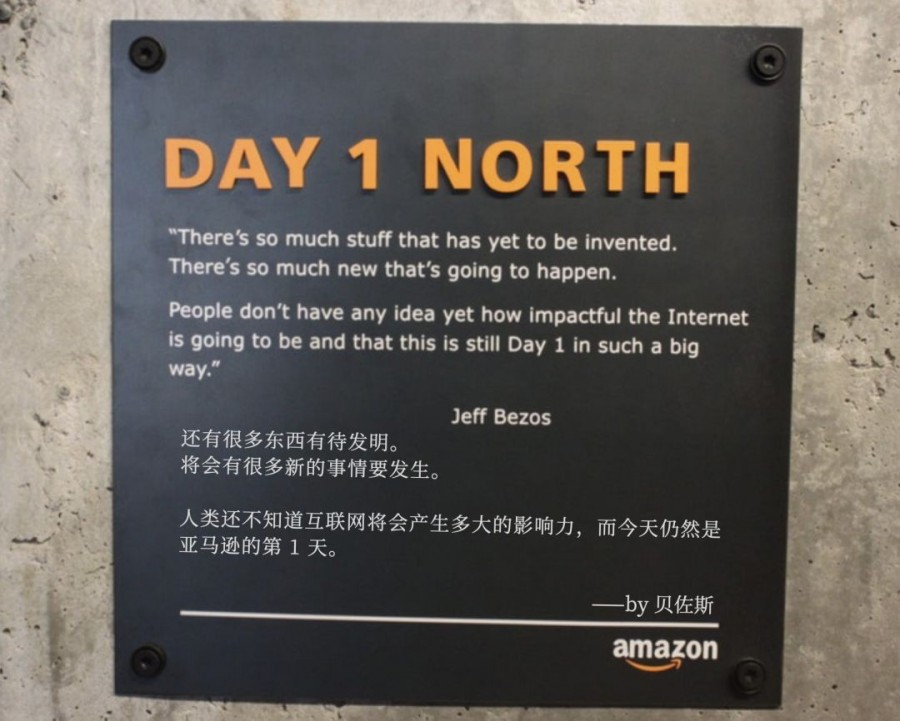 DAY 1 NORTH
“There’s so much stuff that has yet to be invented.
There’s so much new that’s going to happen.
People don’t have any idea yet how impactful the Internet
is going to be and that this is still Day 1 in such a big
way.”
Jeff Bezos
还有很多东西有待发明。
将会有很多新的事情要发生。
人类还不知道互联网将会产生多大的影响力，而今天仍然是
亚马逊的第 1 天。
——by 贝佐斯
amazon